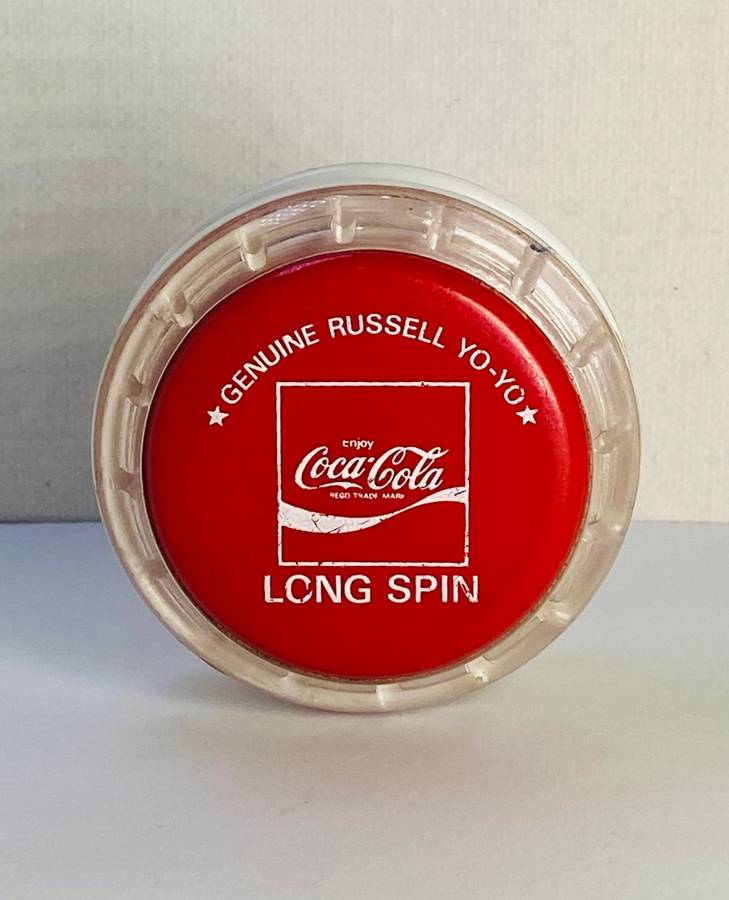 ★ GENUINE RUSSELL YO-YO ★
Enjoy
Coca-Cola
REGD TRADE MARK
LONG SPIN